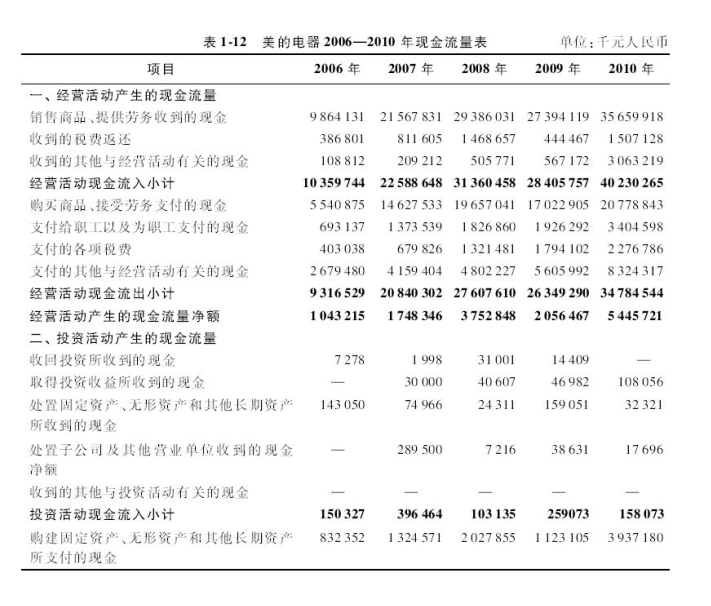 表 1-12 美的电器 2006—2010 年现金流量表 单位:千元人民币
项目 2006 年 2007 年 2008 年 2009 年 2010 年
一、经营活动产生的现金流量
销售商品、提供劳务收到的现金 9 864 131 21 567 831 29 386 031 27 394 119 35 659 918
收到的税费返还 386 801 811 605 1 468 657 444 467 1 507 128
收到的其他与经营活动有关的现金 108 812 209 212 505 771 567 172 3 063 219
经营活动现金流入小计 10 359 744 22 588 648 31 360 458 28 405 757 40 230 265
购买商品、接受劳务支付的现金 5 540 875 14 627 533 19 657 041 17 022 905 20 778 843
支付给职工以及为职工支付的现金 693 137 1 373 539 1 826 860 1 926 292 3 404 598
支付的各项税费 403 038 679 826 1 321 481 1 794 102 2 276 786
支付的其他与经营活动有关的现金 2 679 480 4 159 404 4 802 227 5 605 992 8 324 317
经营活动现金流出小计 9 316 529 20 840 302 27 607 610 26 349 290 34 784 544
经营活动产生的现金流量净额 1 043 215 1 748 346 3 752 848 2 056 467 5 445 721
二、投资活动产生的现金流量
收回投资所收到的现金 7 278 1 998 31 001 14 409 —
取得投资收益所收到的现金 — 30 000 40 607 46 982 108 056
处置固定资产、无形资产和其他长期资产 143 050 74 966 24 311 159 051 32 321
所收到的现金
处置子公司及其他营业单位收到的现金 — 289 500 7 216 38 631 17 696
净额
收到的其他与投资活动有关的现金 — — — — —
投资活动现金流入小计 150 327 396 464 103 135 259073 158 073
购建固定资产、无形资产和其他长期资产 832 352 1 324 571 2 027 855 1 123 105 3 937 180
所支付的现金